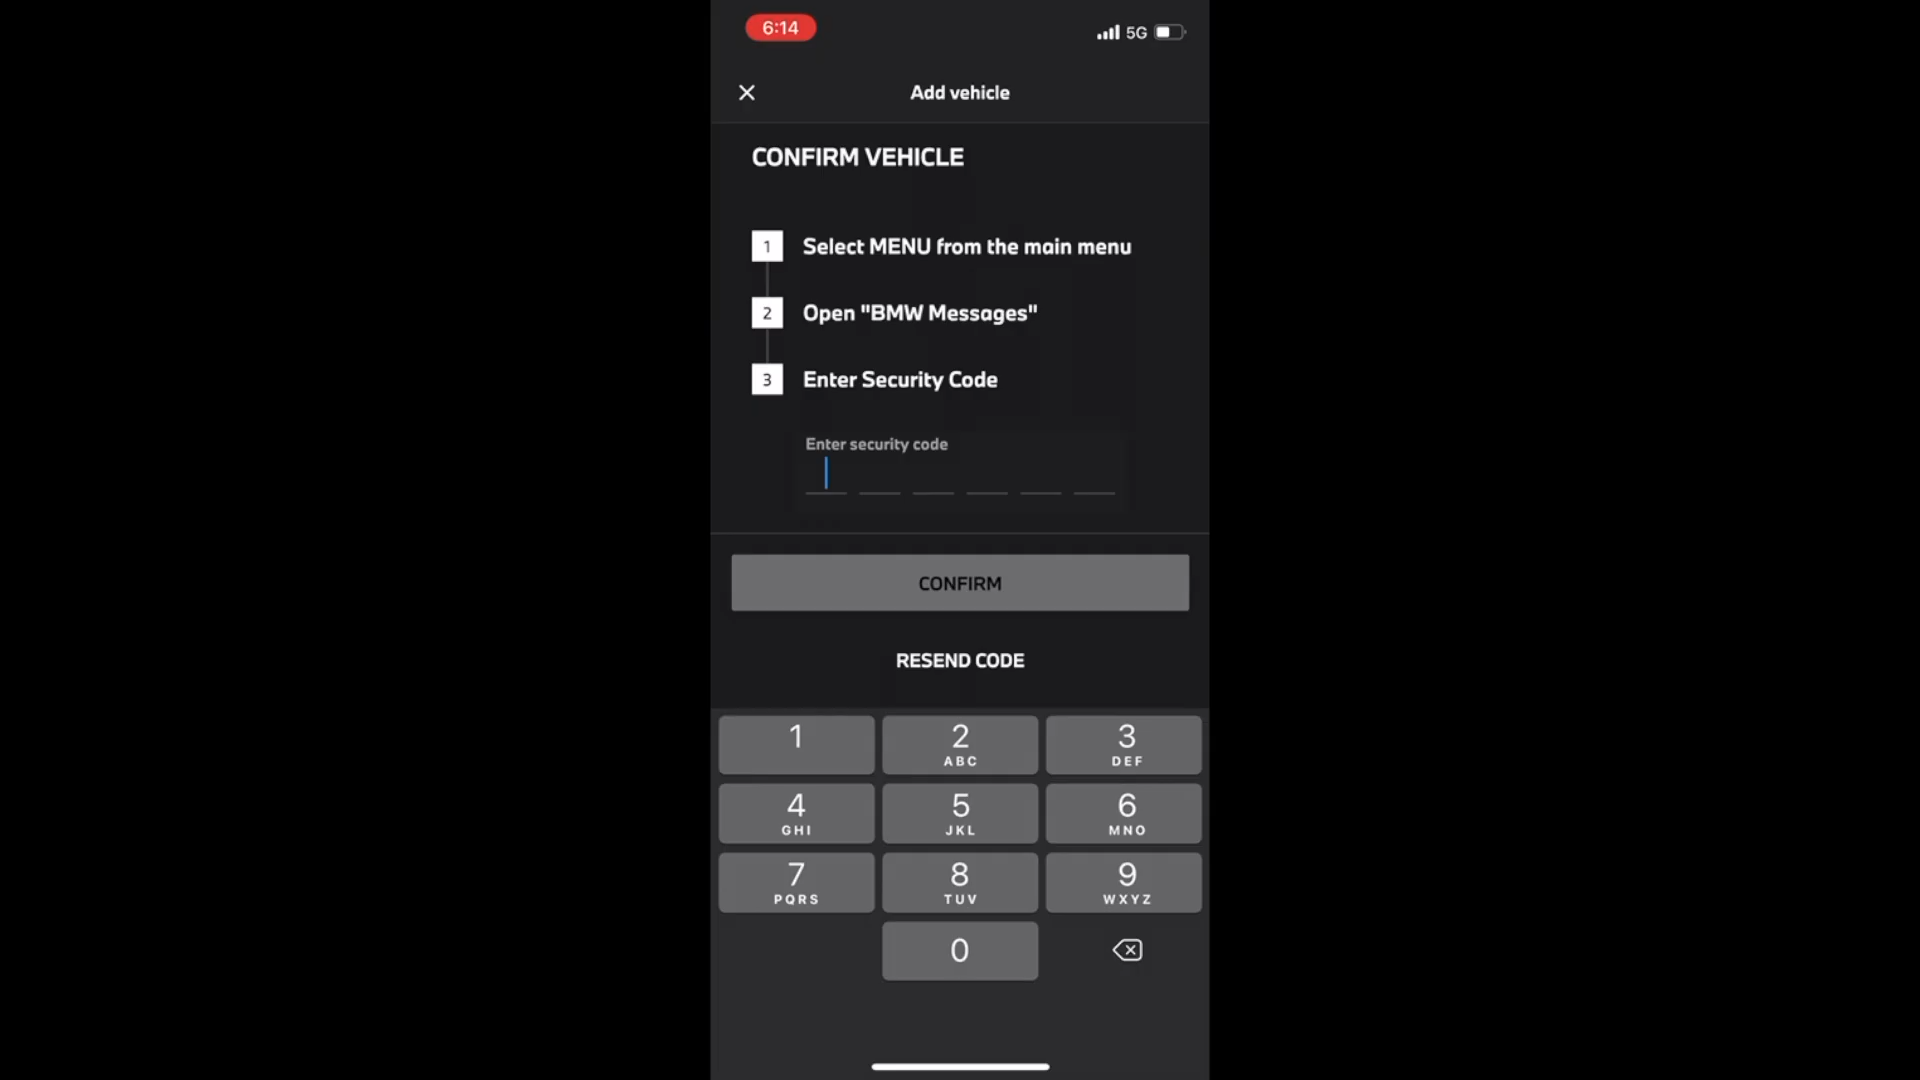 6:14
5G
Add vehicle
CONFIRM VEHICLE
1 Select MENU from the main menu
2 Open "BMW Messages"
3 Enter Security Code
Enter security code
CONFIRM
RESEND CODE
1 2 3
ABC DEF
4 5 6
GHI JKL MNO
7 8 9
PQRS TUV WXYZ
0